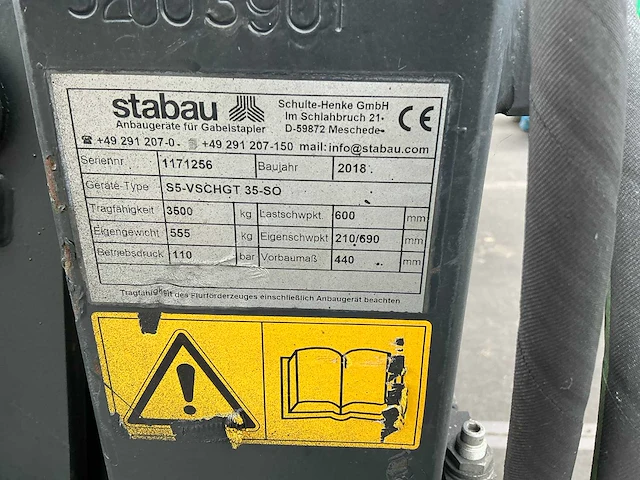 52003901
stabau
Anbaugeräte für Gabelstapler
Schulte-Henke GmbH
Im Schlahbruch 21
D-59872 Meschede
CE
☎ +49 291 207-0 +49 291 207-150 mail: info@stabau.com
Seriennr 1171256 Baujahr 2018
Geräte-Type S5-VSCHGT 35-SO
Tragfähigkeit 3500 kg Lastschwpkt 600 mm
Eigengewicht 555 kg Eigenschwpkt 210/690 mm
Betriebsdruck 110 bar Vorbaumaß 440 mm
Tragfähigkeit des Flurförderzeuges einschließlich Anbaugerät beachten